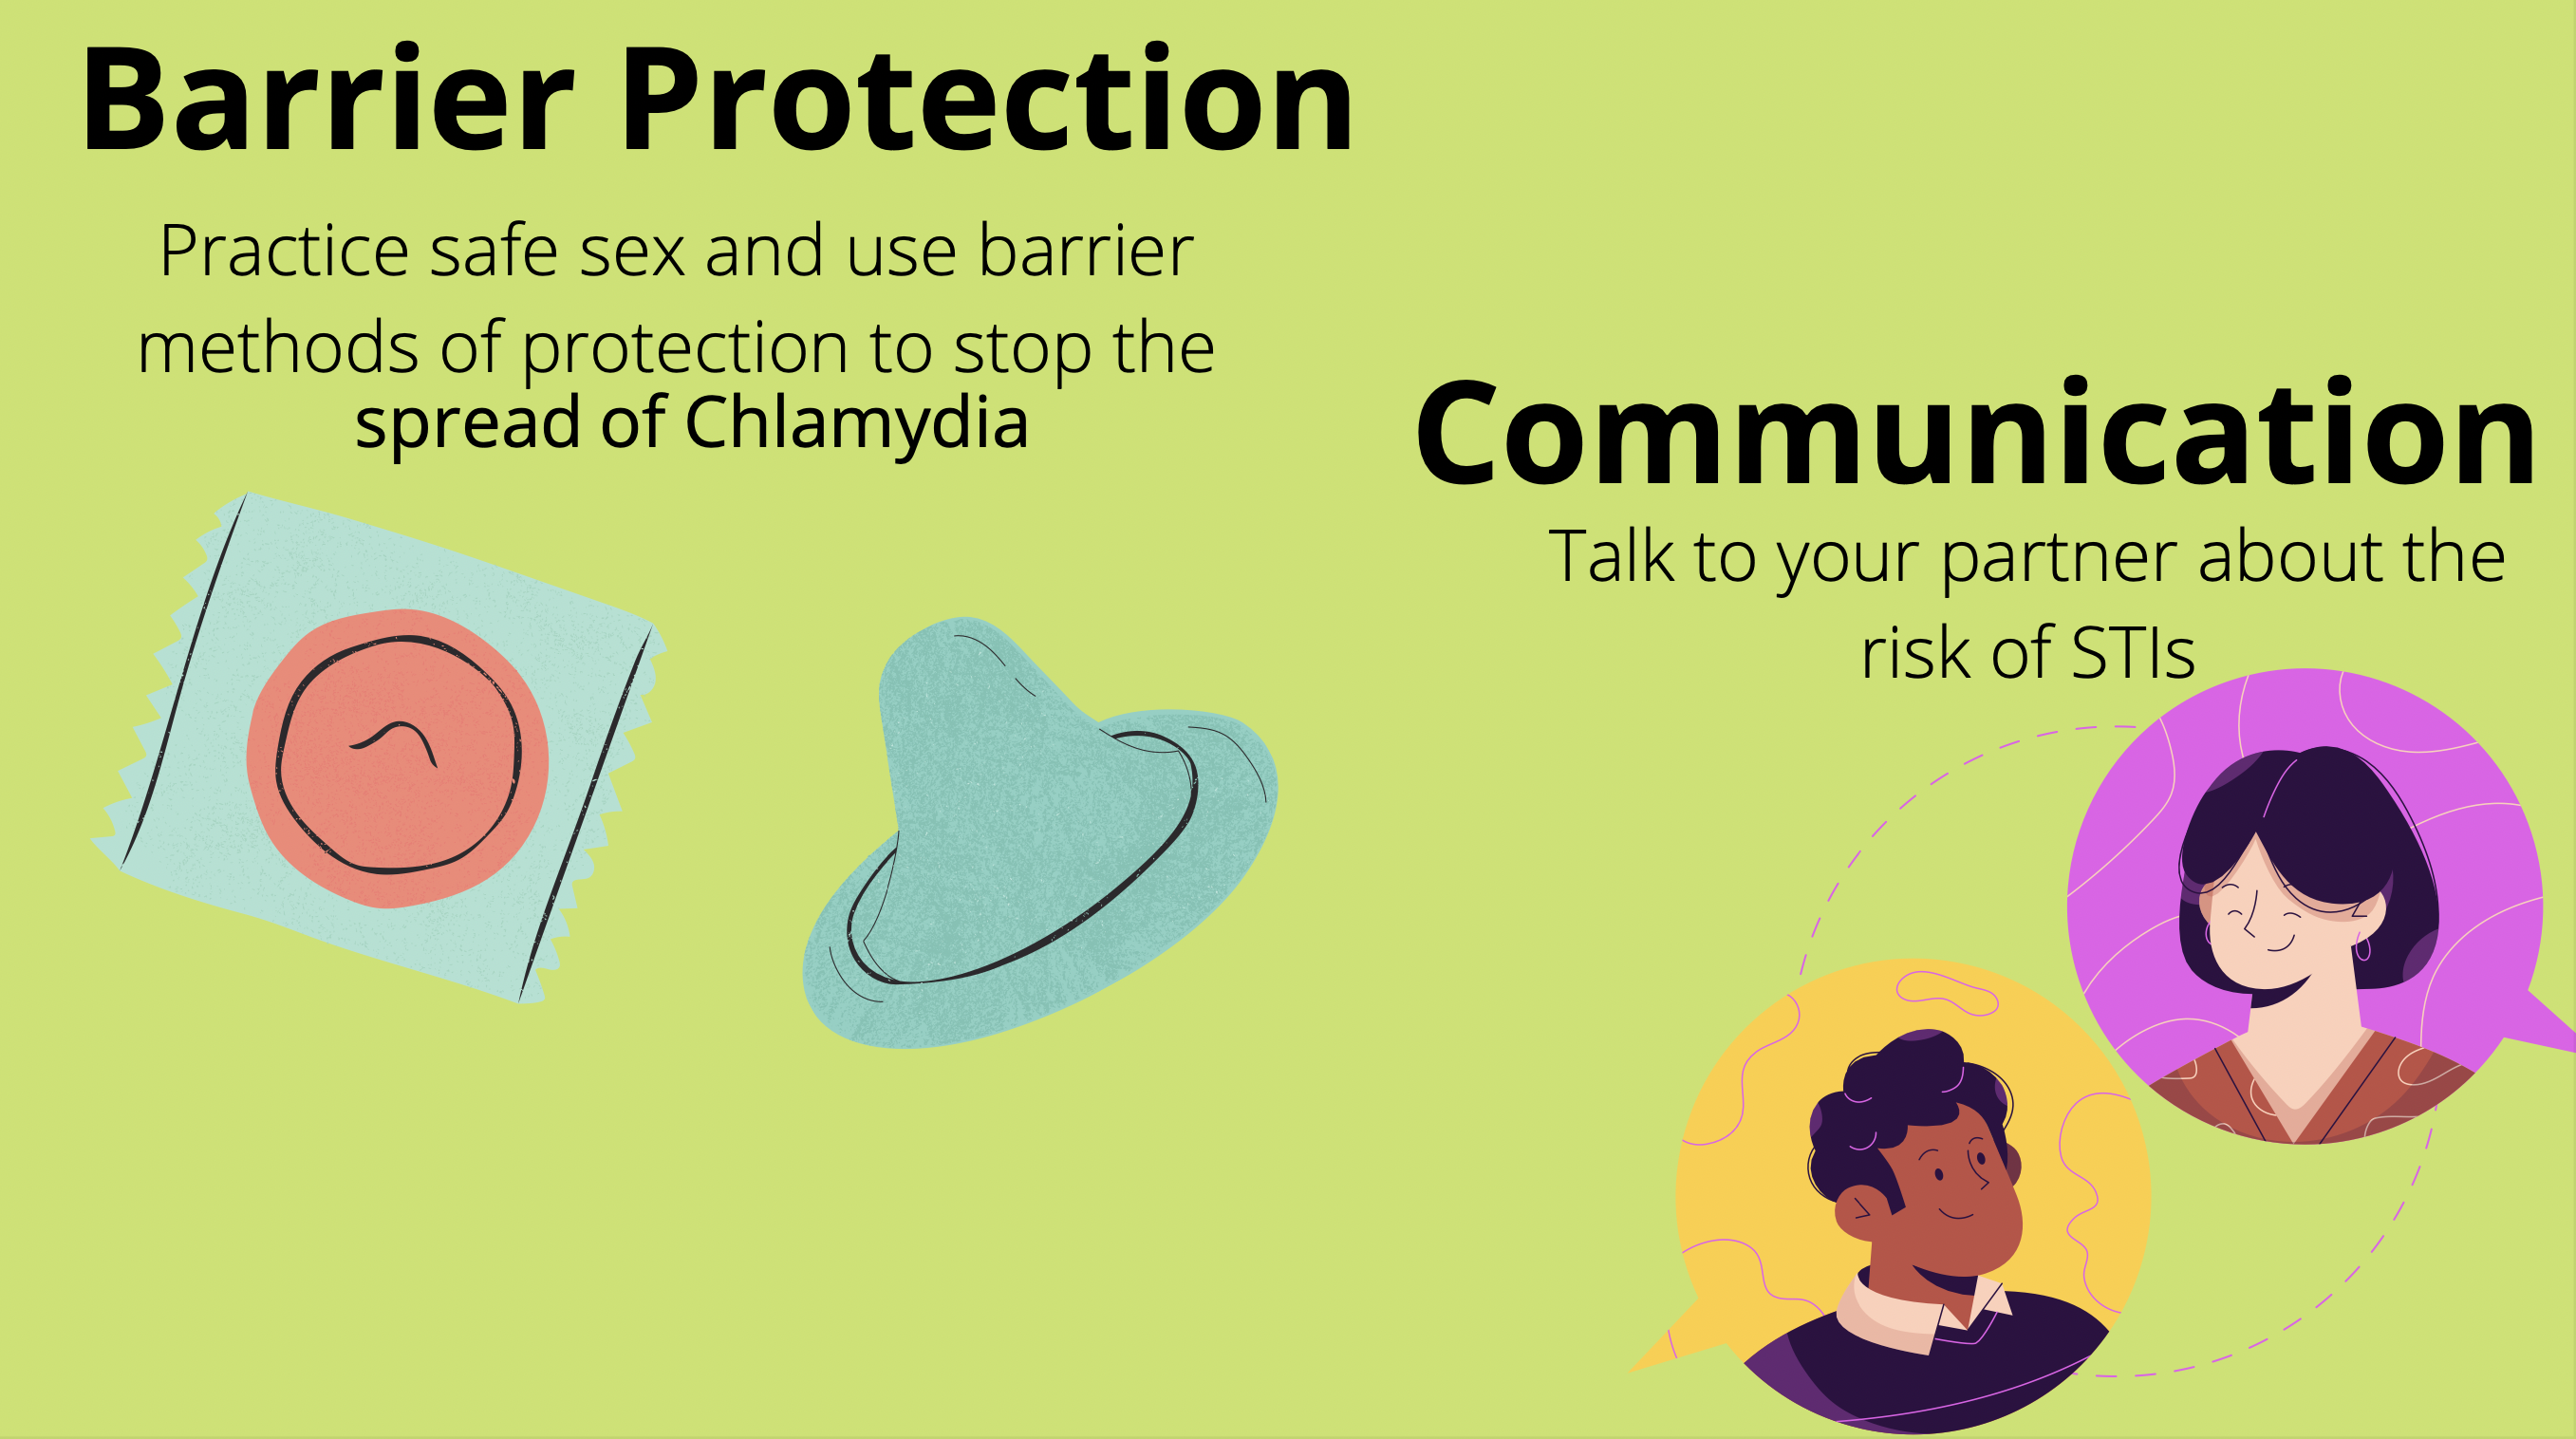 Barrier Protection
Practice safe sex and use barrier
methods of protection to stop the
spread of Chlamydia
Communication
Talk to your partner about the
risk of STIs